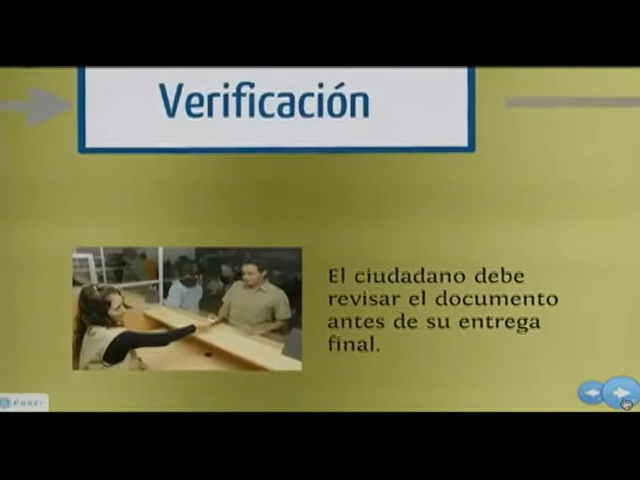 Verificación
El ciudadano debe
revisar el documento
antes de su entrega
final.